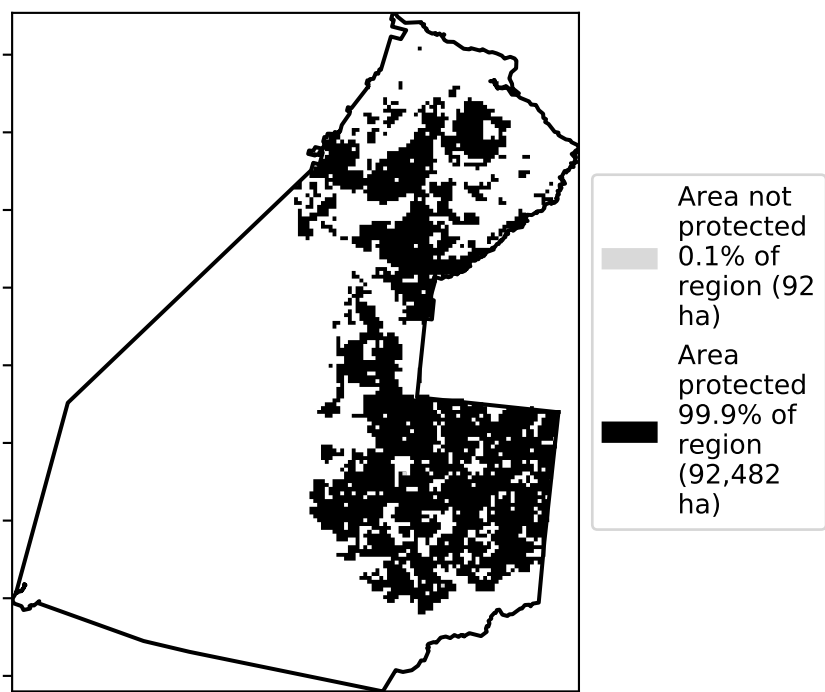 Area not
protected
0.1% of
region (92
ha)
Area
protected
99.9% of
region
(92,482
ha)